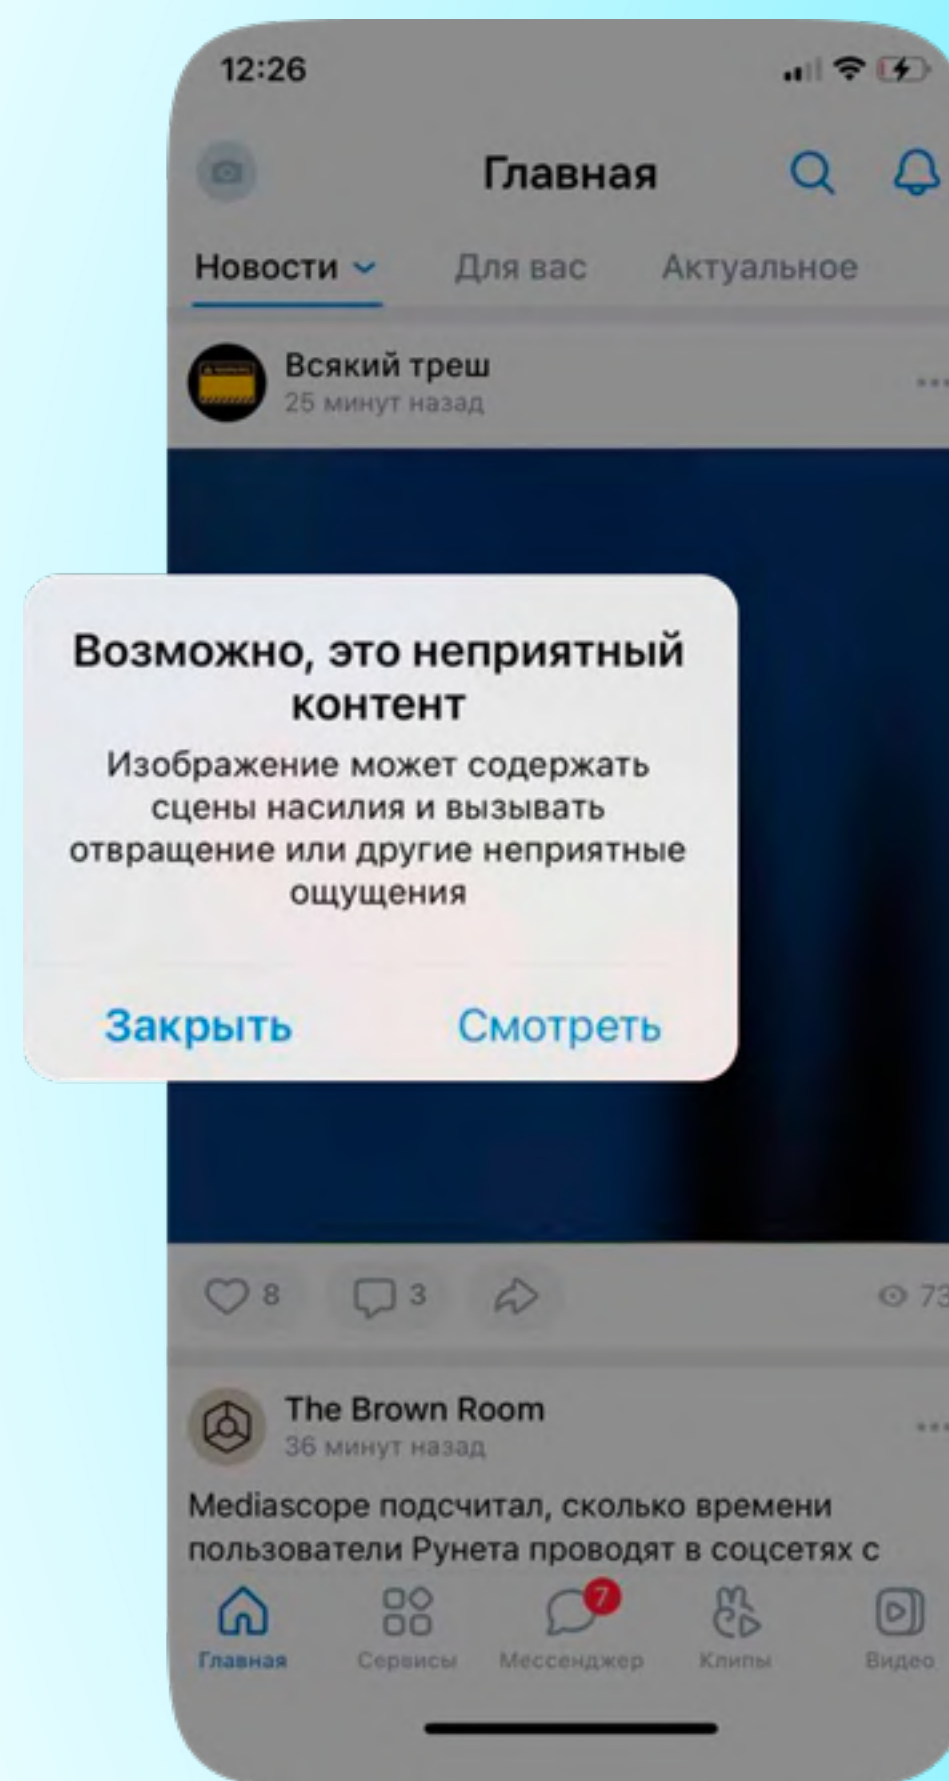 12:26
Главная
Новости Для вас Актуальное
Всякий треш
25 минут назад
Возможно, это неприятный
контент
Изображение может содержать
сцены насилия и вызывать
отвращение или другие неприятные
ощущения
Закрыть Смотреть
8 3 73
The Brown Room
36 минут назад
Mediascope подсчитал, сколько времени
пользователи Рунета проводят в соцсетях с
7
Главная Сервисы Мессенджер Клипы Видео